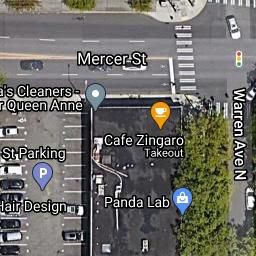 Mercer St
a's Cleaners -
r Queen Anne
Cafe Zingaro
Takeout
Warren Ave N
St Parking
P
Hair Design
Panda Lab